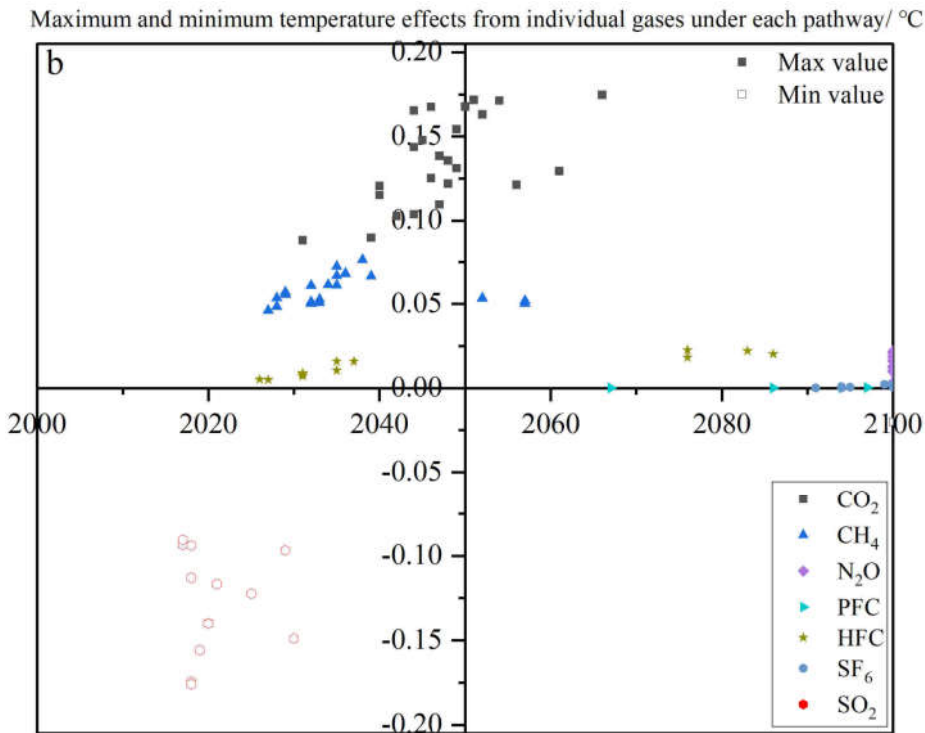 Maximum and minimum temperature effects from individual gases under each pathway/ °C
b
0.20
Max value
Min value
0.15
0.10
0.05
0.00
2000
2020
2040
2060
2080
2100
-0.05
-0.10
-0.15
-0.20
CO₂
CH₄
N₂O
PFC
HFC
SF₆
SO₂